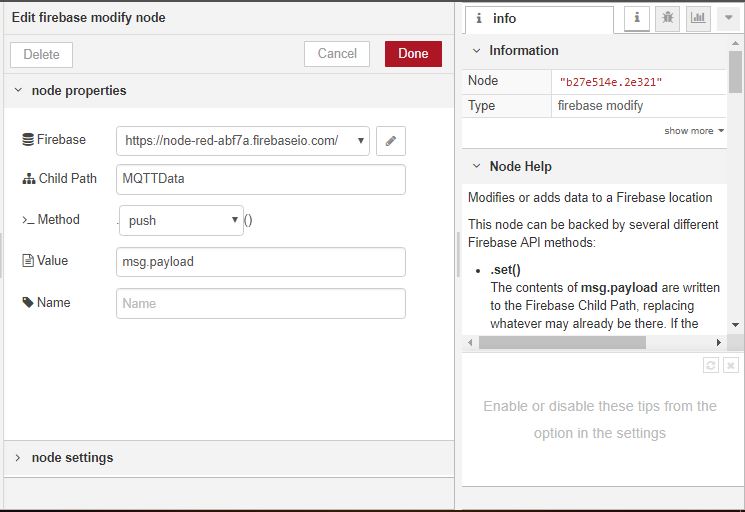 Edit firebase modify node
Delete
Cancel
Done
node properties
Firebase
https://node-red-abf7a.firebaseio.com/
Child Path
MQTTData
Method
.push()
Value
msg.payload
Name
Name
node settings
info
Information
Node
"b27e514e.2e321"
Type
firebase modify
show more
Node Help
Modifies or adds data to a Firebase location
This node can be backed by several different
Firebase API methods:
.set()
The contents of msg.payload are written
to the Firebase Child Path, replacing
whatever may already be there. If the
Enable or disable these tips from the
option in the settings